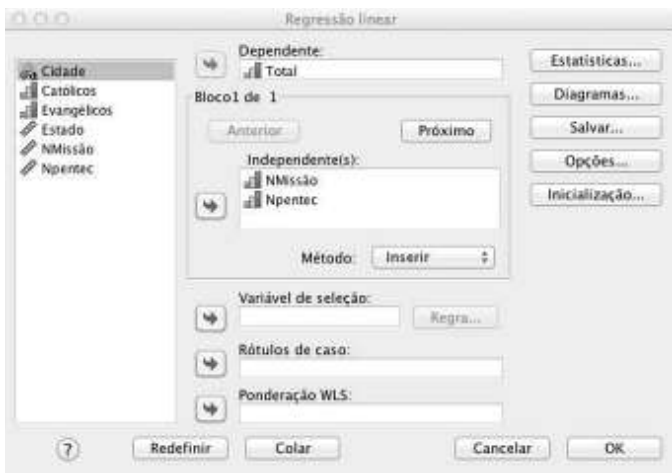 Regressão linear
Cidade
Católicos
Evangélicos
Estado
NMissão
Npentec
Dependente:
Total
Bloco1 de 1
Anterior
Próximo
Independente(s):
NMissão
Npentec
Método:
Inserir
Variável de seleção:
Regra...
Rótulos de caso:
Ponderação WLS:
Estatísticas...
Diagramas...
Salvar...
Opções...
Inicialização...
?
Redefinir
Colar
Cancelar
OK